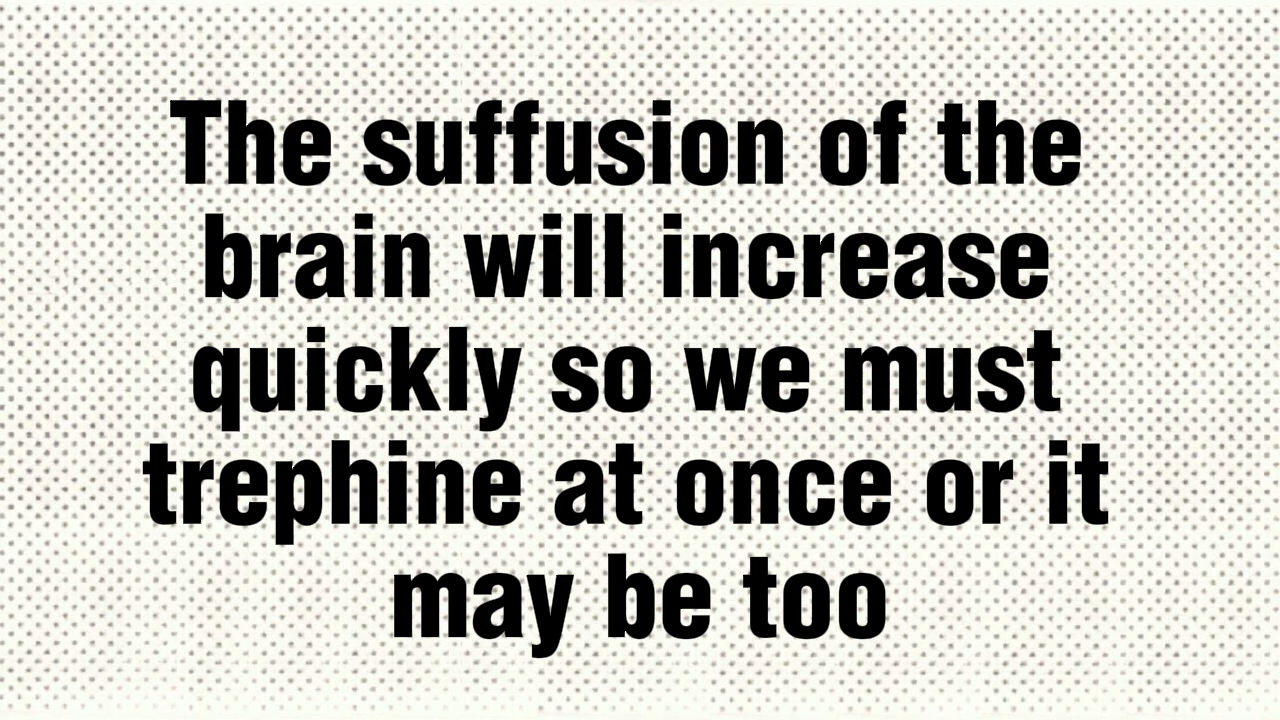 The suffusion of the
brain will increase
quickly so we must
trephine at once or it
may be too